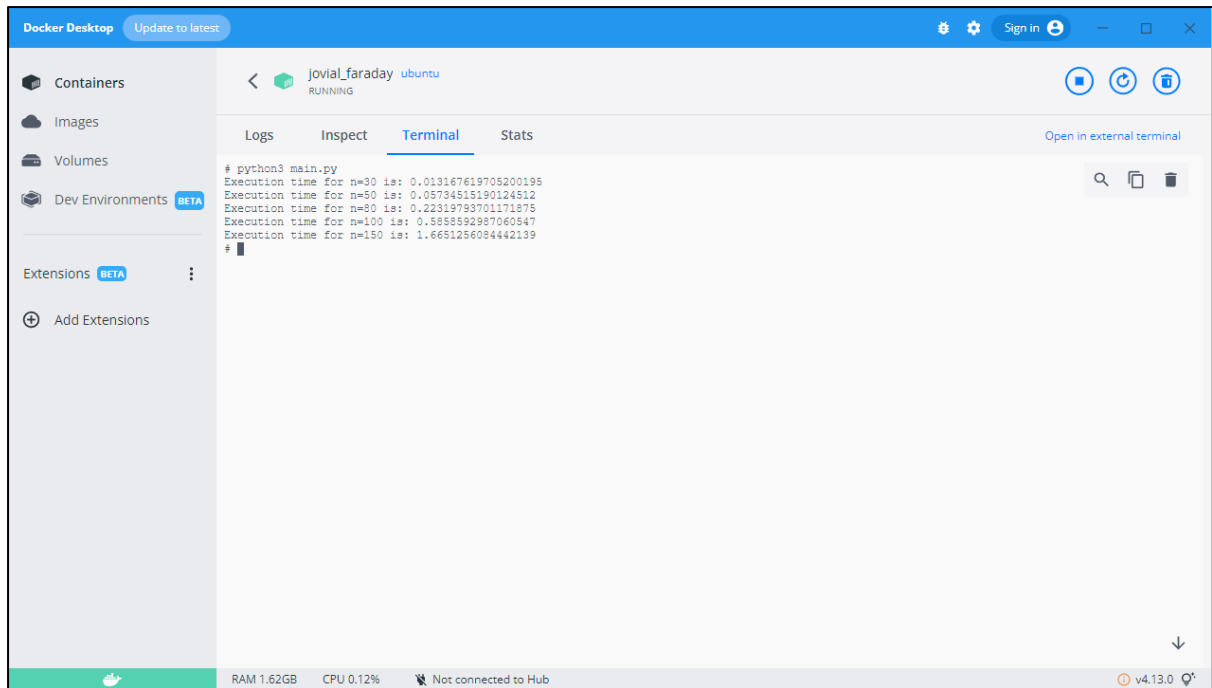 Docker Desktop Update to latest Sign in
Containers
Images
Volumes
Dev Environments BETA
Extensions BETA
Add Extensions
jovial_faraday ubuntu
RUNNING
Logs Inspect Terminal Stats Open in external terminal
# python3 main.py
Execution time for n=30 is: 0.013167619705200195
Execution time for n=50 is: 0.05734515190124512
Execution time for n=80 is: 0.22319793701171875
Execution time for n=100 is: 0.5858592987060547
Execution time for n=150 is: 1.6651256084442139
#
RAM 1.62GB CPU 0.12% Not connected to Hub v4.13.0